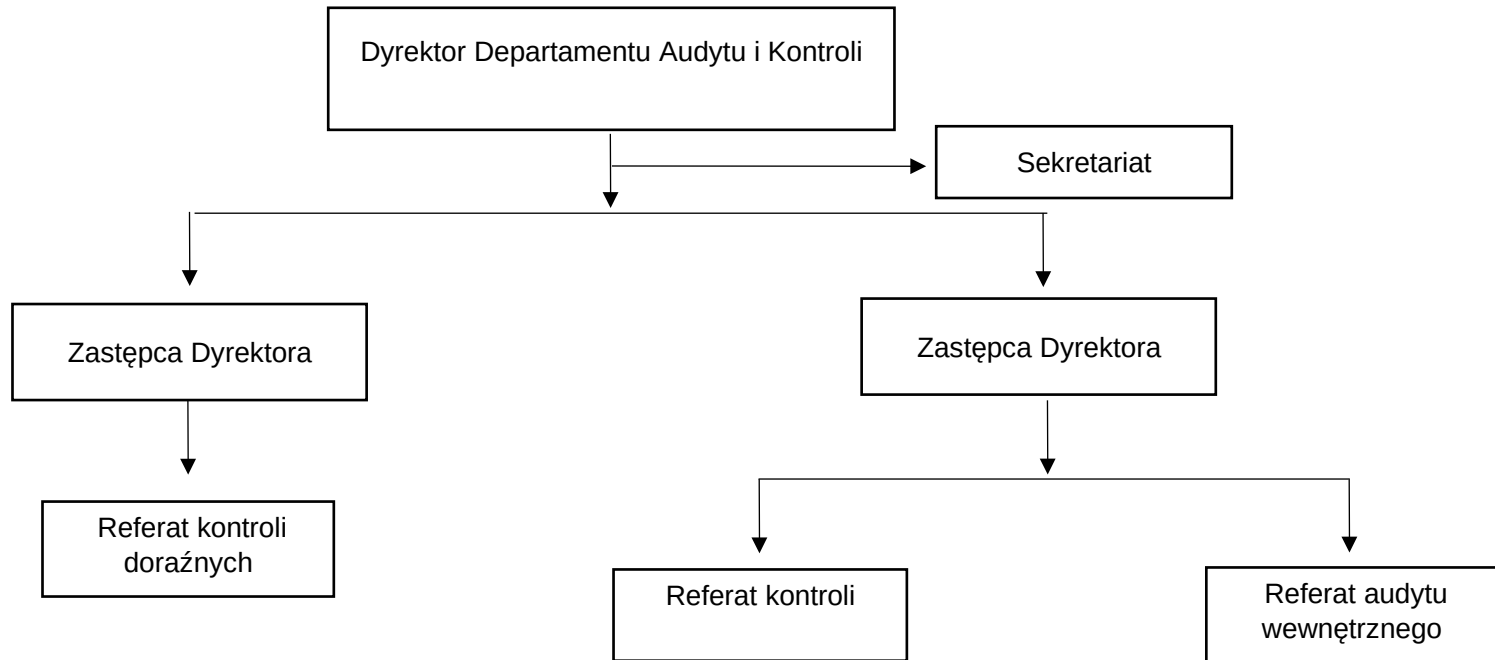 Dyrektor Departamentu Audytu i Kontroli
Sekretariat
Zastępca Dyrektora
Zastępca Dyrektora
Referat kontroli
doraźnych
Referat kontroli
Referat audytu
wewnętrznego